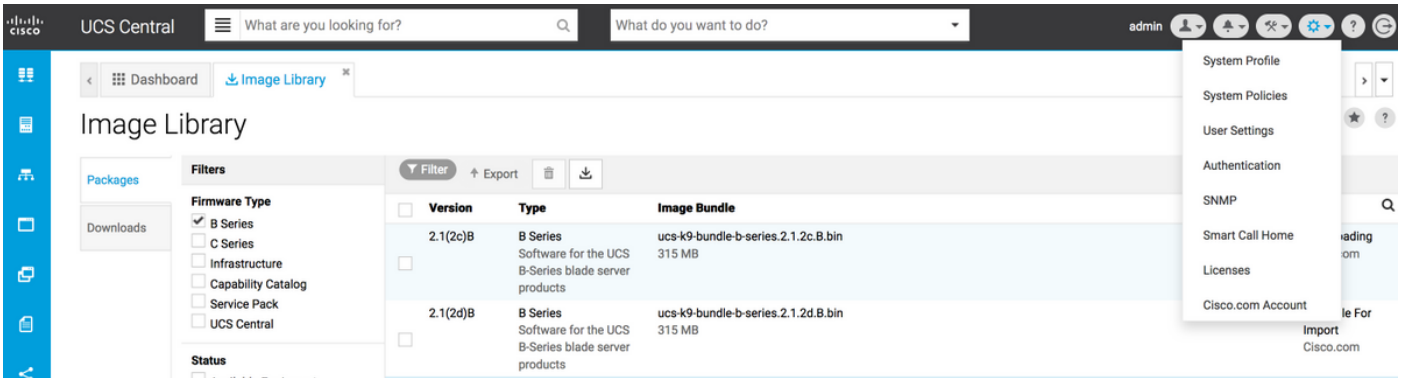 CISCO
UCS Central
What are you looking for?
What do you want to do?
admin
?
Dashboard
Image Library
System Profile
System Policies
User Settings
Authentication
SNMP
Smart Call Home
Licenses
Cisco.com Account
Image Library
?
Packages
Downloads
Filters
Firmware Type
B Series
C Series
Infrastructure
Capability Catalog
Service Pack
UCS Central
Status
Filter
Export
Version
Type
Image Bundle
2.1(2c)B
B Series
Software for the UCS
B-Series blade server
products
ucs-k9-bundle-b-series.2.1.2c.B.bin
315 MB
ading
om
2.1(2d)B
B Series
Software for the UCS
B-Series blade server
products
ucs-k9-bundle-b-series.2.1.2d.B.bin
315 MB
le For
Import
Cisco.com